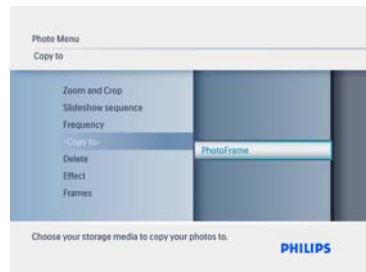 Photo Menu
Copy to
Zoom and Crop
Slideshow sequence
Frequency
<Copy to>
PhotoFrame
Delete
Effect
Frames
Choose your storage media to copy your photos to.
PHILIPS